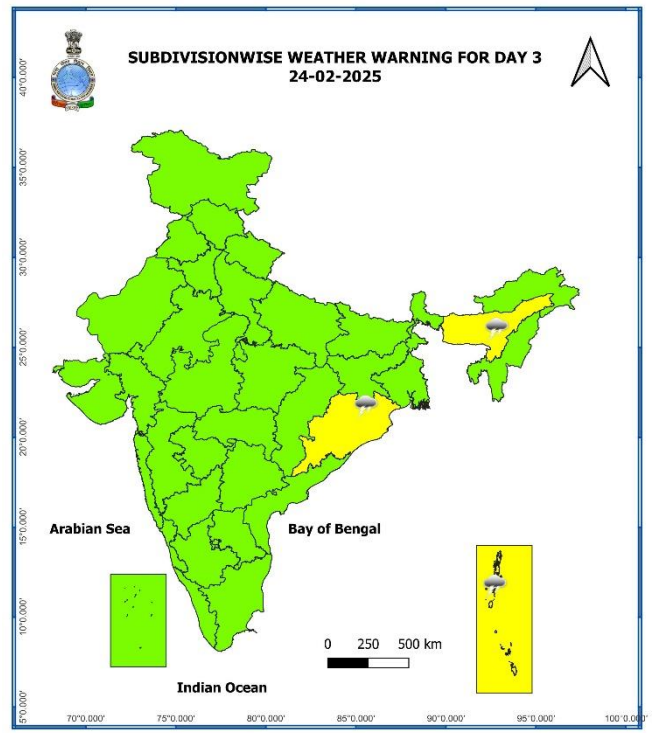 SUBDIVISIONWISE WEATHER WARNING FOR DAY 3
24-02-2025
40°0.000'
35°0.000'
30°0.000'
25°0.000'
20°0.000'
15°0.000'
10°0.000'
5°0.000'
Arabian Sea
Bay of Bengal
0 250 500 km
Indian Ocean
70°0.000' 75°0.000' 80°0.000' 85°0.000' 90°0.000' 95°0.000' 100°0.000'